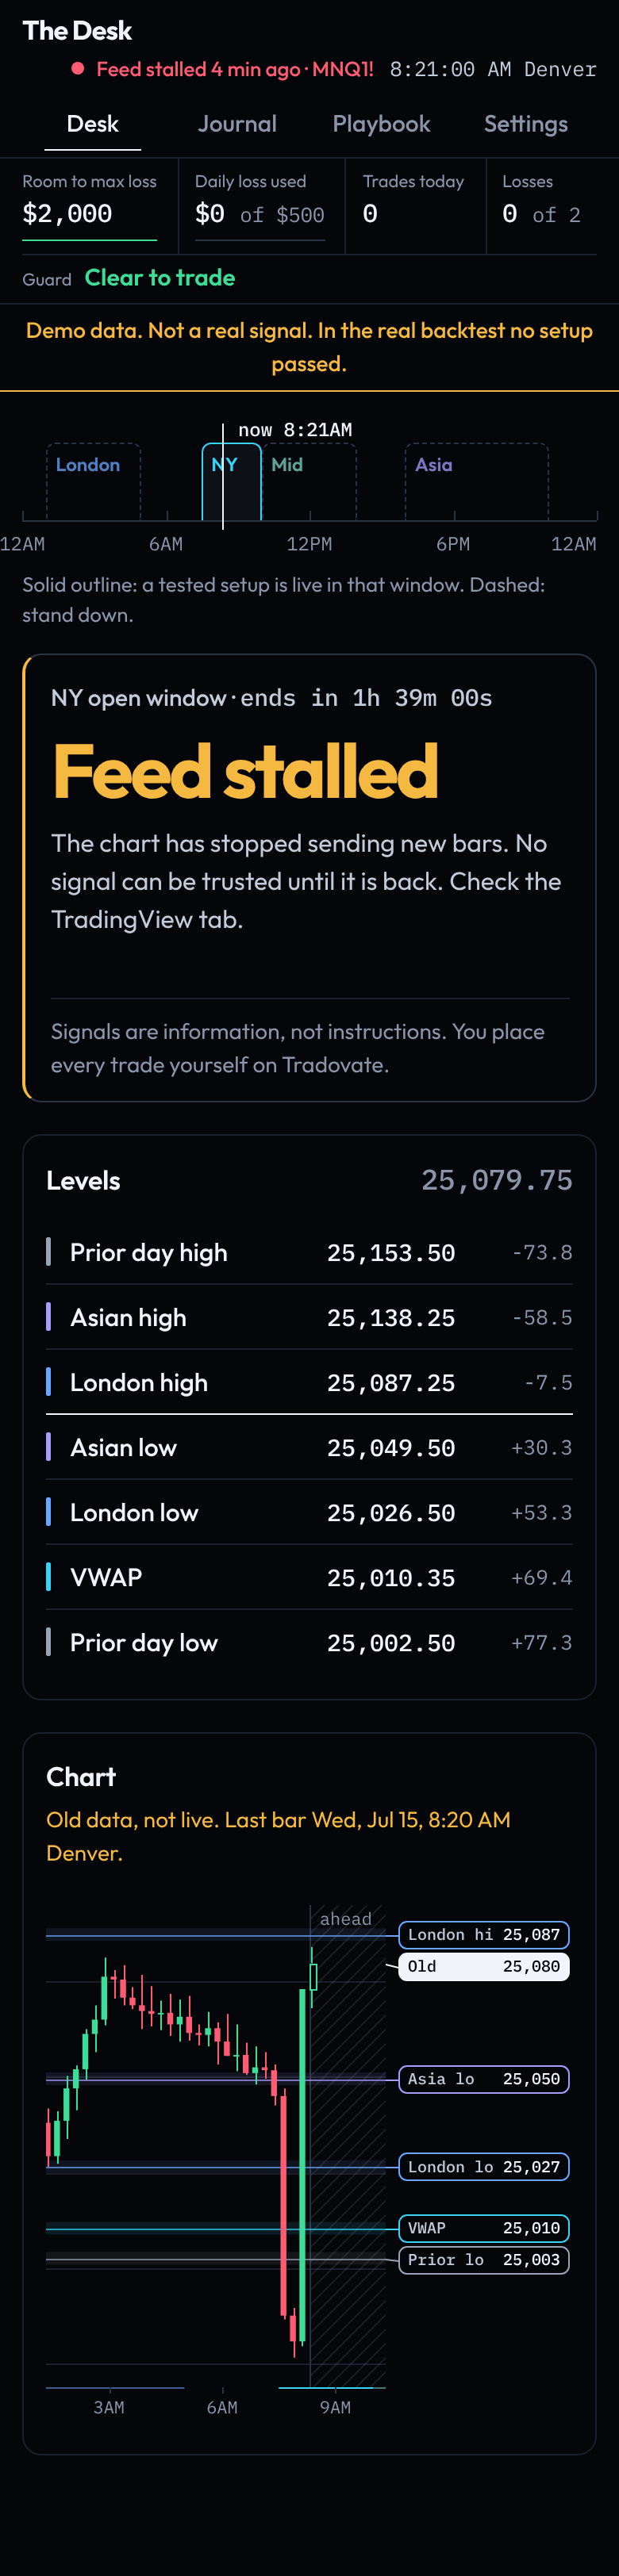 The Desk
Feed stalled 4 min ago · MNQ1! 8:21:00 AM Denver
Desk Journal Playbook Settings
Room to max loss Daily loss used Trades today Losses
$2,000 $0 of $500 0 0 of 2
Guard Clear to trade
Demo data. Not a real signal. In the real backtest no setup
passed.
now 8:21AM
London NY Mid Asia
12AM 6AM 12PM 6PM 12AM
Solid outline: a tested setup is live in that window. Dashed:
stand down.
NY open window · ends in 1h 39m 00s
Feed stalled
The chart has stopped sending new bars. No
signal can be trusted until it is back. Check the
TradingView tab.
Signals are information, not instructions. You place
every trade yourself on Tradovate.
Levels 25,079.75
Prior day high 25,153.50 -73.8
Asian high 25,138.25 -58.5
London high 25,087.25 -7.5
Asian low 25,049.50 +30.3
London low 25,026.50 +53.3
VWAP 25,010.35 +69.4
Prior day low 25,002.50 +77.3
Chart
Old data, not live. Last bar Wed, Jul 15, 8:20 AM
Denver.
ahead
London hi 25,087
Old 25,080
Asia lo 25,050
London lo 25,027
VWAP 25,010
Prior lo 25,003
3AM 6AM 9AM